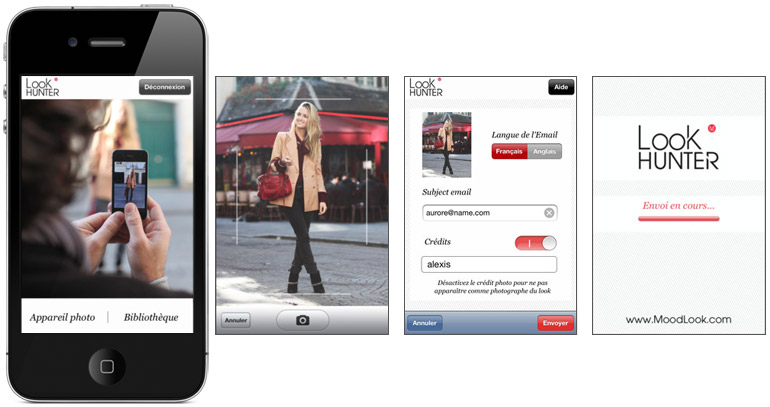 Look
HUNTER
Déconnexion
Appareil photo | Bibliothèque
Annuler
Look
HUNTER
Aide
Langue de l'Email
Français Anglais
Subject email
aurore@name.com
Crédits
alexis
Désactivez le crédit photo pour ne pas
apparaître comme photographe du look
Annuler Envoyer
Look
HUNTER
Envoi en cours...
www.MoodLook.com